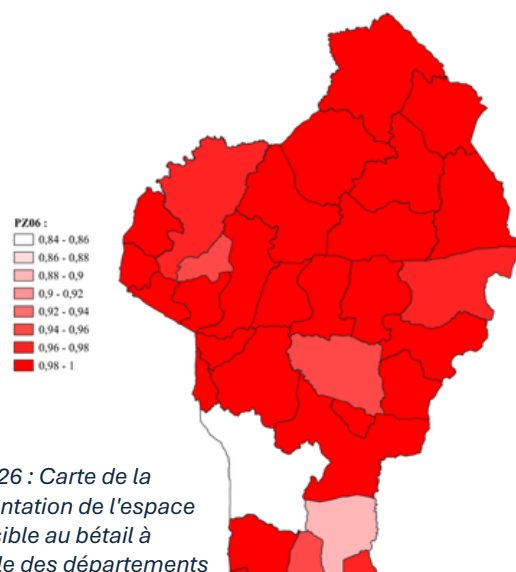 PZ06 :
0,84 - 0,86
0,86 - 0,88
0,88 - 0,9
0,9 - 0,92
0,92 - 0,94
0,94 - 0,96
0,96 - 0,98
0,98 - 1
26 : Carte de la
ntation de l'espace
sible au bétail à
le des départements